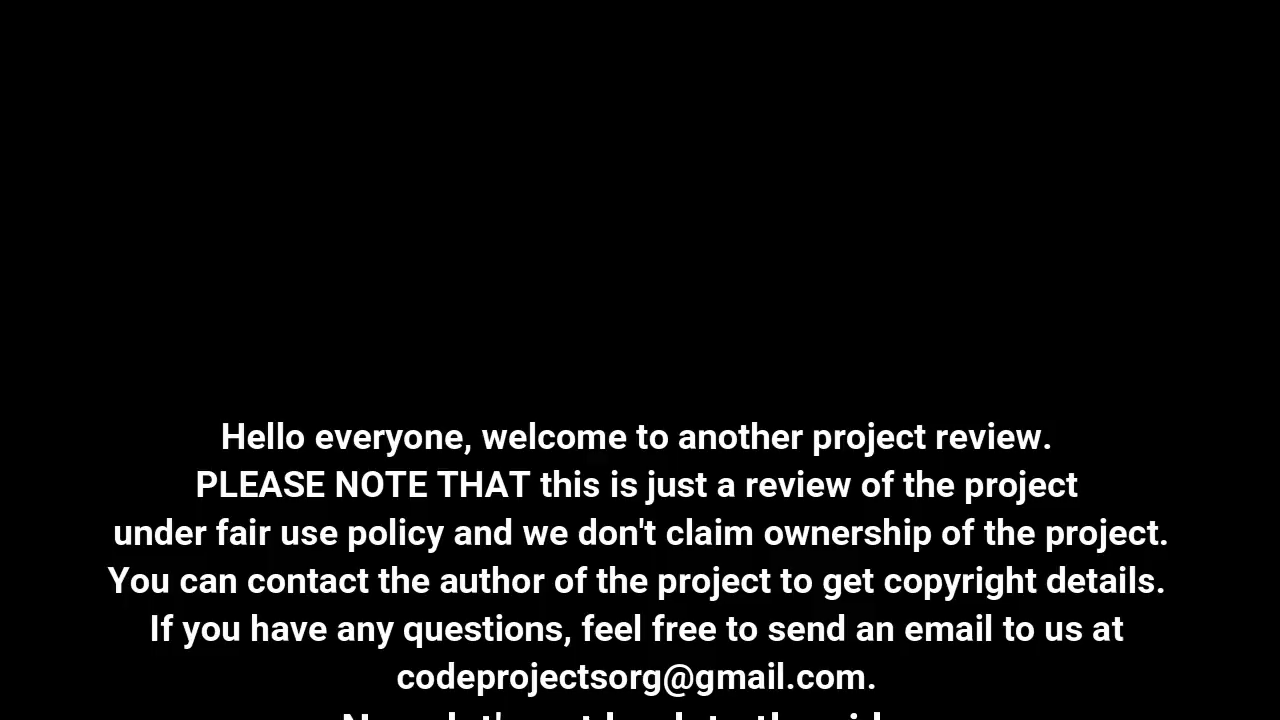 Hello everyone, welcome to another project review.
PLEASE NOTE THAT this is just a review of the project
under fair use policy and we don't claim ownership of the project.
You can contact the author of the project to get copyright details.
If you have any questions, feel free to send an email to us at
codeprojectsorg@gmail.com.